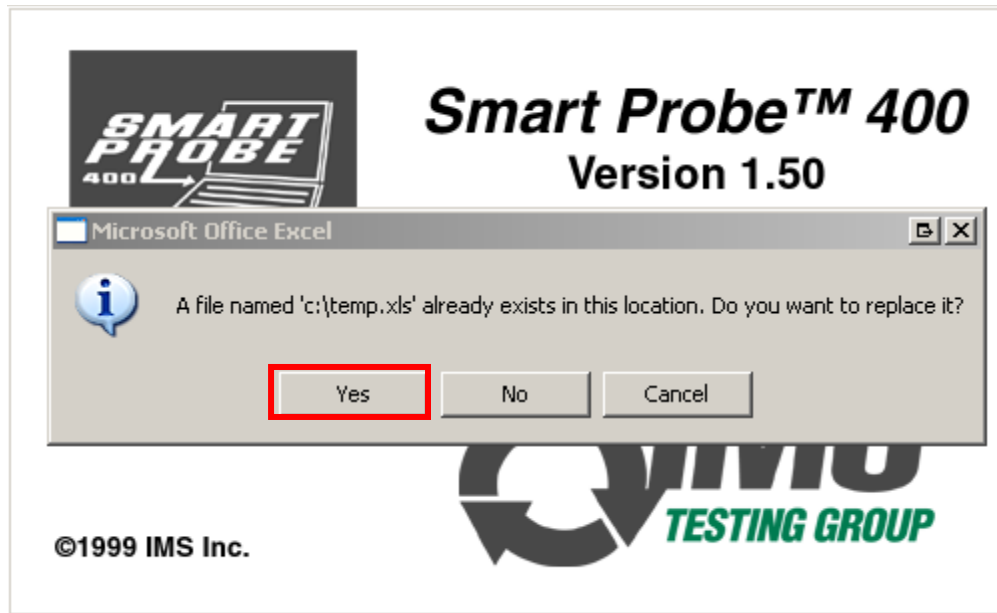 SMART
PROBE
400
Smart Probe™ 400
Version 1.50
Microsoft Office Excel
A file named 'c:\temp.xls' already exists in this location. Do you want to replace it?
Yes
No
Cancel
IMS
TESTING GROUP
©1999 IMS Inc.